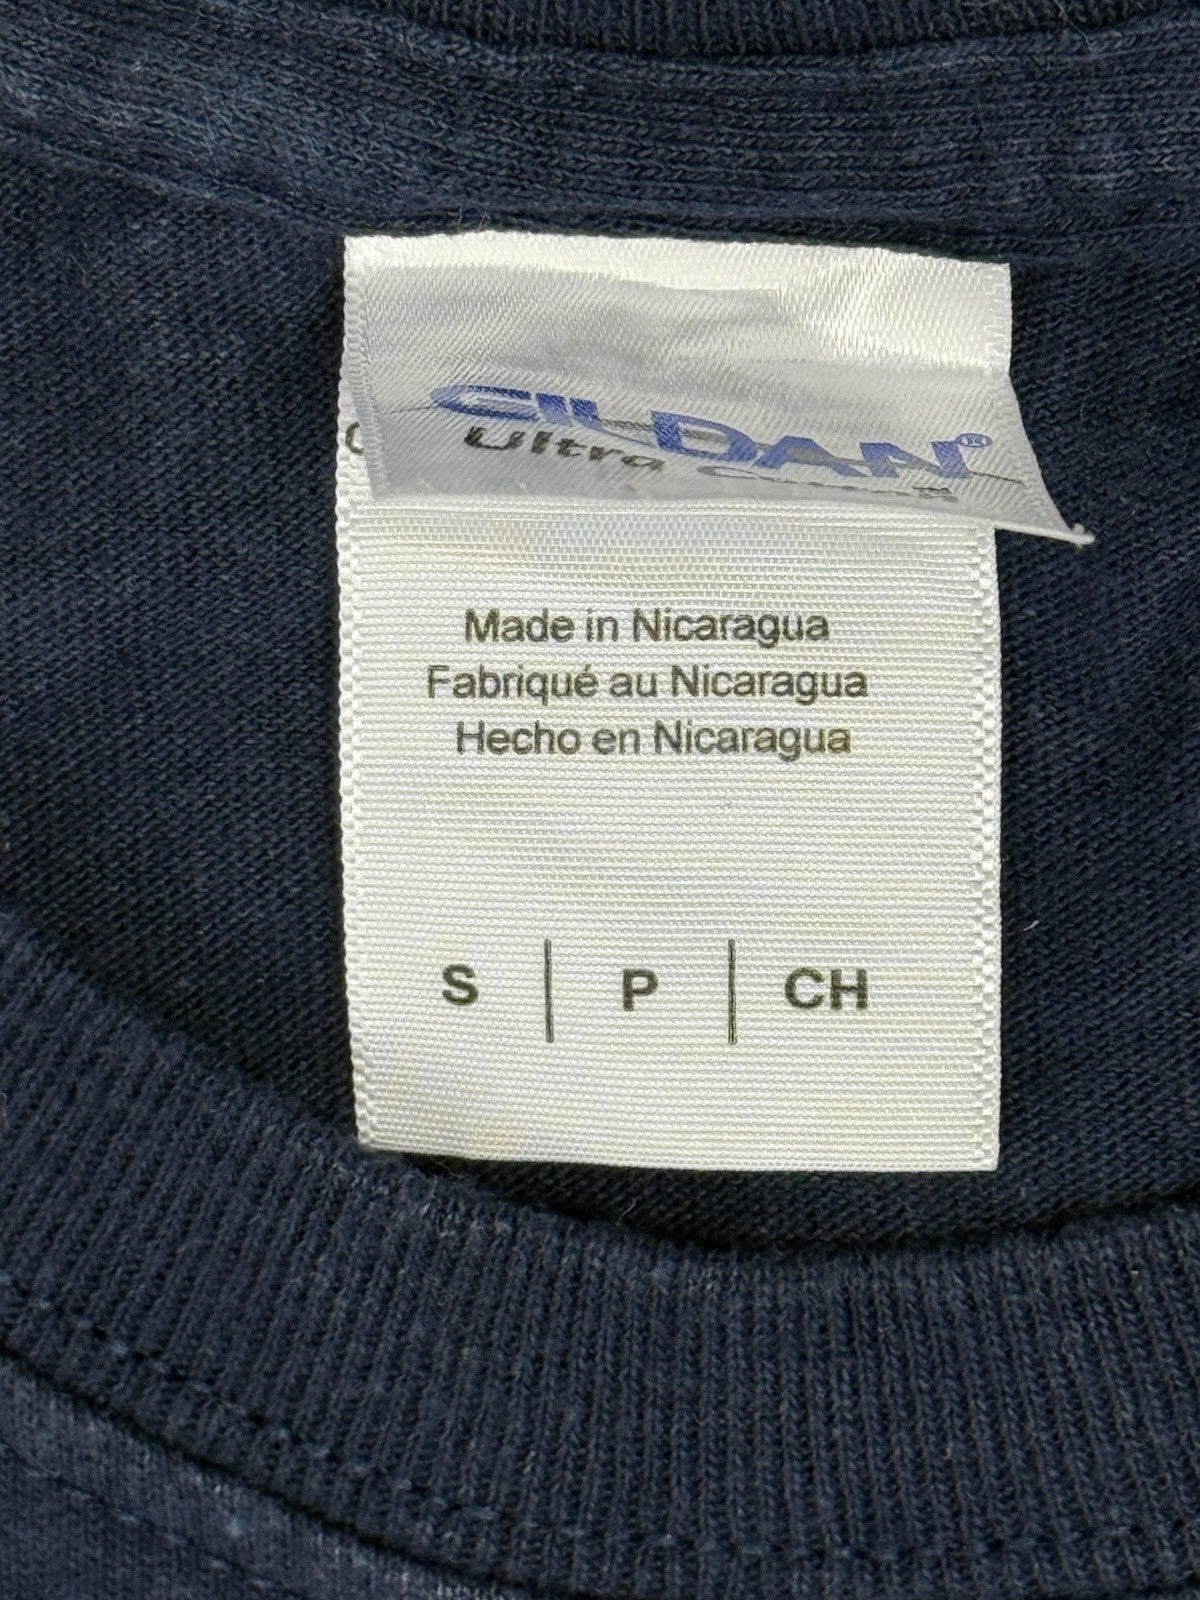 GILDAN®
Ultra Cotton®
Made in Nicaragua
Fabriqué au Nicaragua
Hecho en Nicaragua
S | P | CH